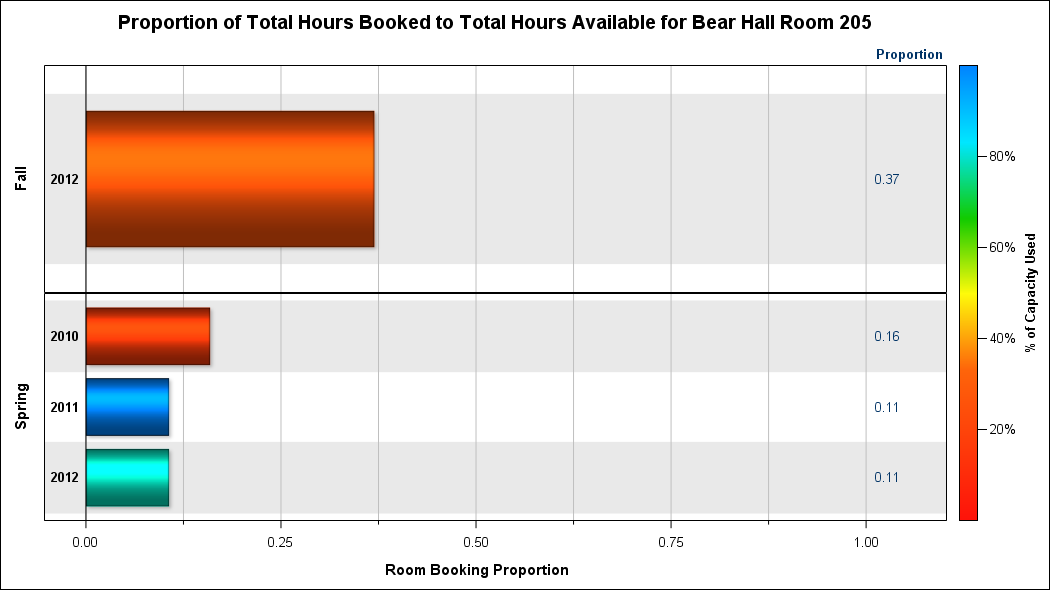 Proportion of Total Hours Booked to Total Hours Available for Bear Hall Room 205
Proportion
Fall
2012
0.37
Spring
2010
0.16
2011
0.11
2012
0.11
0.00 0.25 0.50 0.75 1.00
Room Booking Proportion
80%
60%
40%
20%
% of Capacity Used